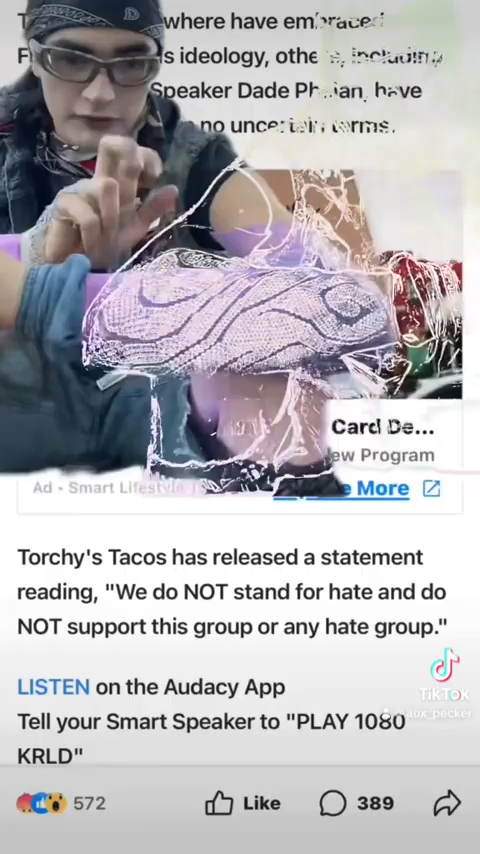 where have embraced
s ideology, others, including
Speaker Dade Phelan, have
no uncertain terms.
Card De...
ew Program
Ad - Smart Lifestyle
e More
Torchy's Tacos has released a statement
reading, "We do NOT stand for hate and do
NOT support this group or any hate group."
LISTEN on the Audacy App
Tell your Smart Speaker to "PLAY 1080
KRLD"
TikTok
@aux_pecker
572
Like
389